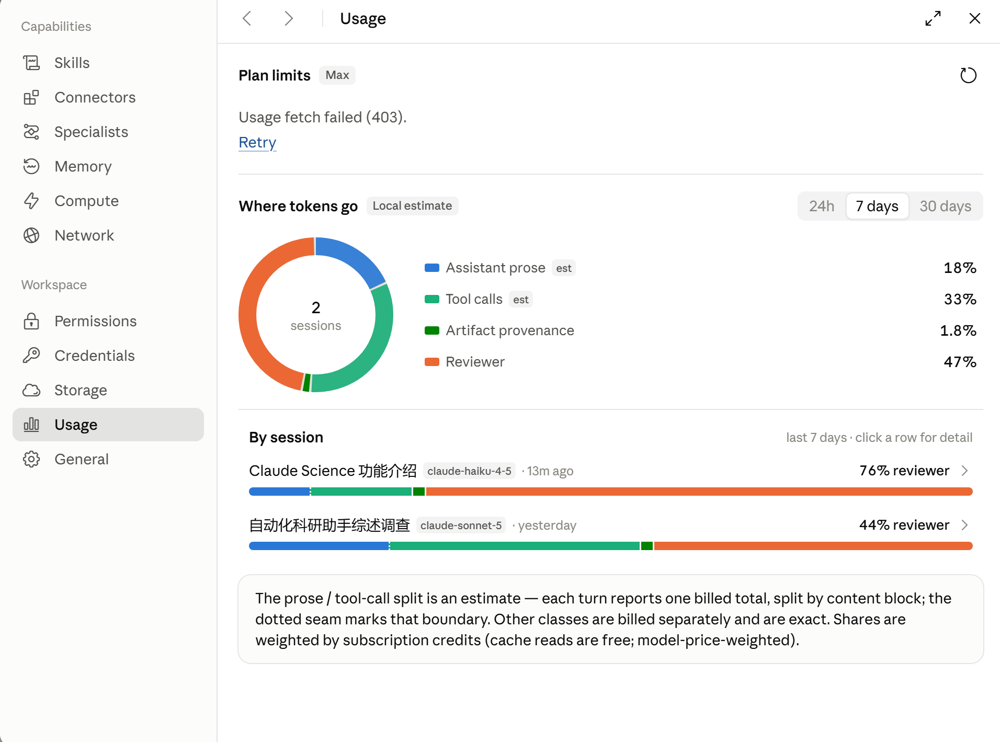 Capabilities
Skills
Connectors
Specialists
Memory
Compute
Network
Workspace
Permissions
Credentials
Storage
Usage
General
Usage
Plan limits Max
Usage fetch failed (403).
Retry
Where tokens go Local estimate
24h 7 days 30 days
2
sessions
Assistant prose est 18%
Tool calls est 33%
Artifact provenance 1.8%
Reviewer 47%
By session last 7 days · click a row for detail
Claude Science 功能介绍 claude-haiku-4-5 · 13m ago 76% reviewer
自动化科研助手综述调查 claude-sonnet-5 · yesterday 44% reviewer
The prose / tool-call split is an estimate — each turn reports one billed total, split by content block; the
dotted seam marks that boundary. Other classes are billed separately and are exact. Shares are
weighted by subscription credits (cache reads are free; model-price-weighted).